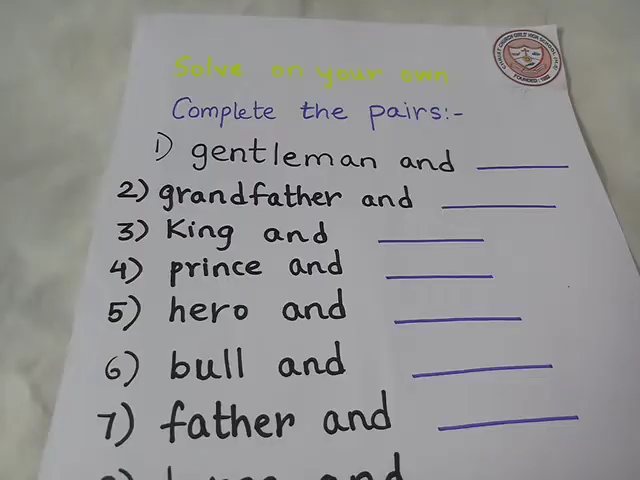 Solve on your own
Complete the pairs:-
1) gentleman and
2) grandfather and
3) King and
4) prince and
5) hero and
6) bull and
7) father and
and